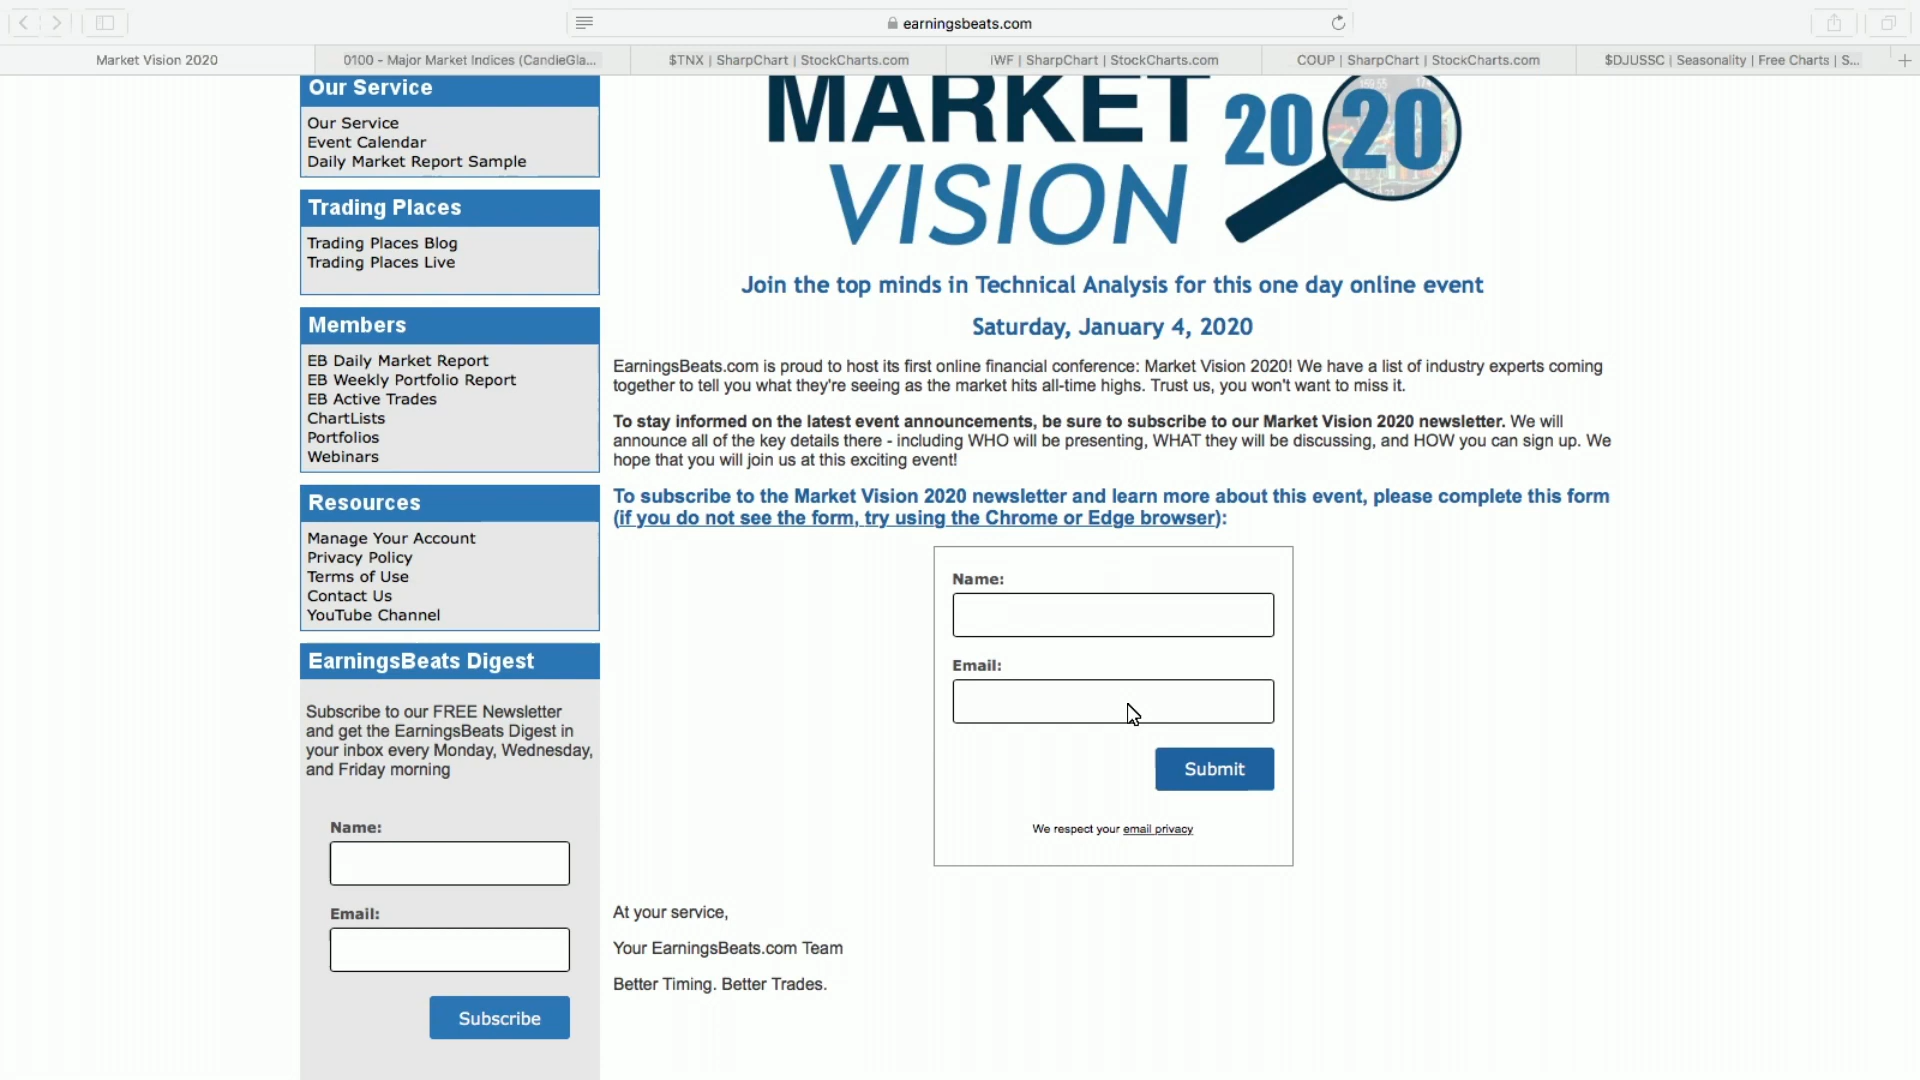 earningsbeats.com
Market Vision 2020
0100 - Major Market Indices (CandleGla...
$TNX | SharpChart | StockCharts.com
IWF | SharpChart | StockCharts.com
COUP | SharpChart | StockCharts.com
$DJUSSC | Seasonality | Free Charts | S...
Our Service
Our Service
Event Calendar
Daily Market Report Sample
Trading Places
Trading Places Blog
Trading Places Live
Members
EB Daily Market Report
EB Weekly Portfolio Report
EB Active Trades
ChartLists
Portfolios
Webinars
Resources
Manage Your Account
Privacy Policy
Terms of Use
Contact Us
YouTube Channel
EarningsBeats Digest
Subscribe to our FREE Newsletter
and get the EarningsBeats Digest in
your inbox every Monday, Wednesday,
and Friday morning
Name:
Email:
Subscribe
MARKET
VISION
2020
Join the top minds in Technical Analysis for this one day online event
Saturday, January 4, 2020
EarningsBeats.com is proud to host its first online financial conference: Market Vision 2020! We have a list of industry experts coming
together to tell you what they're seeing as the market hits all-time highs. Trust us, you won't want to miss it.
To stay informed on the latest event announcements, be sure to subscribe to our Market Vision 2020 newsletter. We will
announce all of the key details there - including WHO will be presenting, WHAT they will be discussing, and HOW you can sign up. We
hope that you will join us at this exciting event!
To subscribe to the Market Vision 2020 newsletter and learn more about this event, please complete this form
(if you do not see the form, try using the Chrome or Edge browser):
Name:
Email:
Submit
We respect your email privacy
At your service,
Your EarningsBeats.com Team
Better Timing. Better Trades.